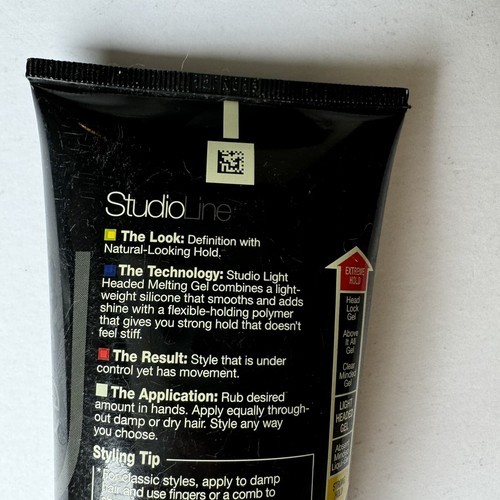 StudioLine
The Look: Definition with
Natural-Looking Hold.
The Technology: Studio Light
Headed Melting Gel combines a light-
weight silicone that smooths and adds
shine with a flexible-holding polymer
that gives you strong hold that doesn't
feel stiff.
The Result: Style that is under
control yet has movement.
The Application: Rub desired
amount in hands. Apply equally through-
out damp or dry hair. Style any way
you choose.
Styling Tip
*For classic styles, apply to damp
hair and use fingers or a comb to
EXTREME
HOLD
Head
Lock
Gel
Above
It All
Gel
Clear
Minded
Gel
LIGHT
HEADED
GEL